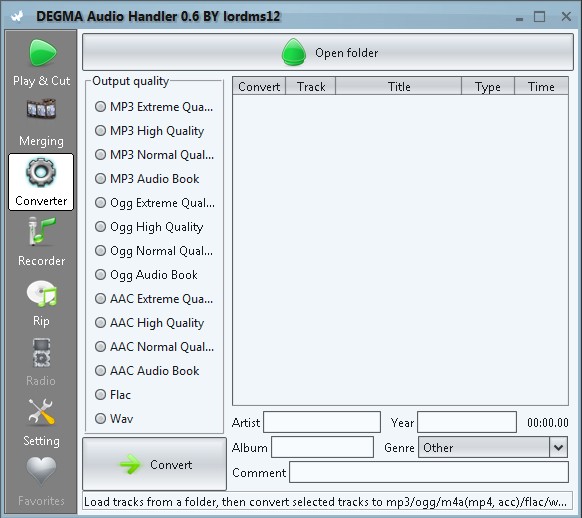 DEGMA Audio Handler 0.6 BY lordms12
Play & Cut
Merging
Converter
Recorder
Rip
Radio
Setting
Favorites
Open folder
Output quality
MP3 Extreme Qua...
MP3 High Quality
MP3 Normal Qual...
MP3 Audio Book
Ogg Extreme Qual...
Ogg High Quality
Ogg Normal Qual...
Ogg Audio Book
AAC Extreme Qua...
AAC High Quality
AAC Normal Qual...
AAC Audio Book
Flac
Wav
Convert
Convert Track Title Type Time
Artist Year 00:00.00
Album Genre Other
Comment
Load tracks from a folder, then convert selected tracks to mp3/ogg/m4a(mp4, acc)/flac/w...